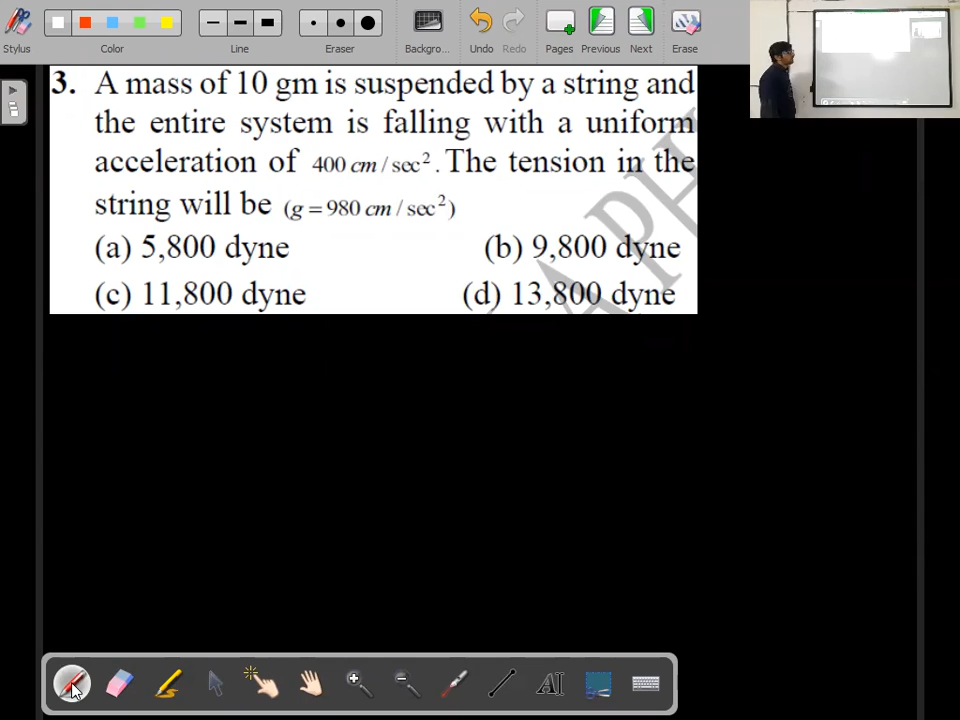 Stylus
Color
Line
Eraser
Backgro...
Undo
Redo
Pages
Previous
Next
Erase
3. A mass of 10 gm is suspended by a string and
the entire system is falling with a uniform
acceleration of 400 cm / sec². The tension in the
string will be (g = 980 cm / sec²)
(a) 5,800 dyne (b) 9,800 dyne
(c) 11,800 dyne (d) 13,800 dyne
A PH
AI